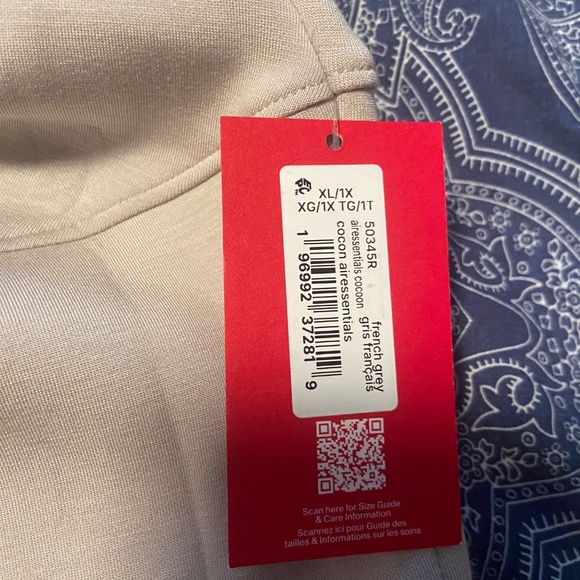 XL/1X
XG/1X TG/1T
50345R
airessentials cocoon
cocon airessentials
french grey
gris français
1 96992 37281 9
Scan here for Size Guide
& Care Information
Scannez ici pour Guide des
tailles & Informations sur les soins